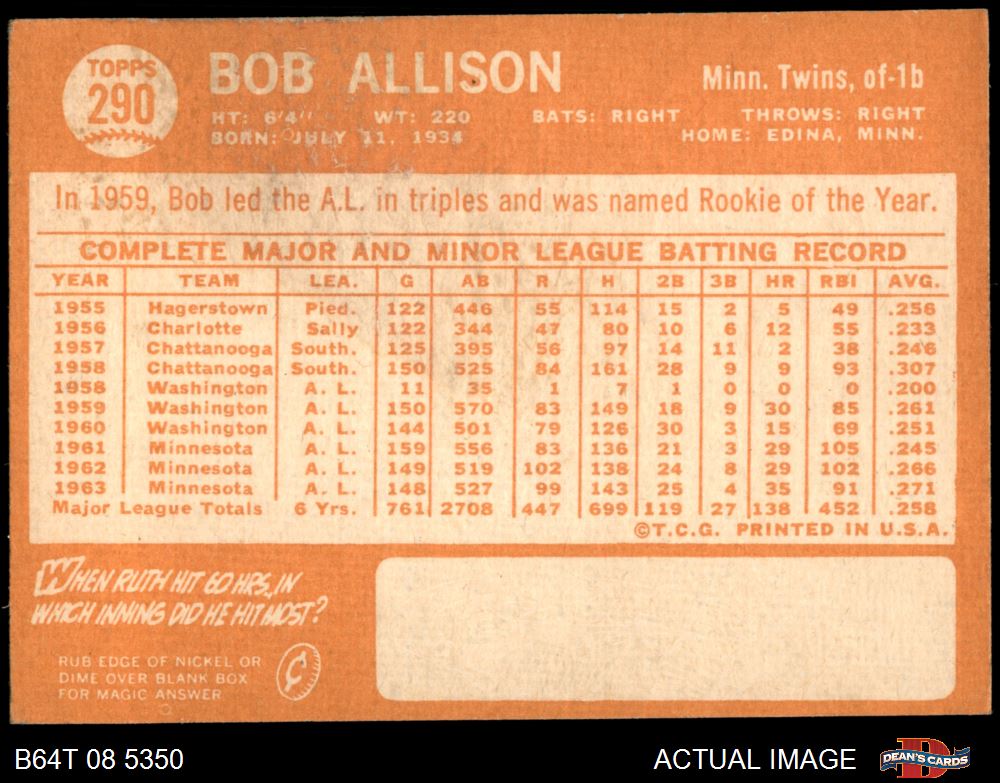 TOPPS
290
BOB ALLISON
Minn. Twins, of-1b
HT: 6'4" WT: 220 BATS: RIGHT THROWS: RIGHT
BORN: JULY 11, 1934 HOME: EDINA, MINN.
In 1959, Bob led the A.L. in triples and was named Rookie of the Year.
COMPLETE MAJOR AND MINOR LEAGUE BATTING RECORD
YEAR TEAM LEA. G AB R H 2B 3B HR RBI AVG.
1955 Hagerstown Pied. 122 446 55 114 15 2 5 49 .256
1956 Charlotte Sally 122 344 47 80 10 6 12 55 .233
1957 Chattanooga South. 125 395 56 97 14 11 2 38 .246
1958 Chattanooga South. 150 525 84 161 28 9 9 93 .307
1958 Washington A. L. 11 35 1 7 1 0 0 0 .200
1959 Washington A. L. 150 570 83 149 18 9 30 85 .261
1960 Washington A. L. 144 501 79 126 30 3 15 69 .251
1961 Minnesota A. L. 159 556 83 136 21 3 29 105 .245
1962 Minnesota A. L. 149 519 102 138 24 8 29 102 .266
1963 Minnesota A. L. 148 527 99 143 25 4 35 91 .271
Major League Totals 6 Yrs. 761 2708 447 699 119 27 138 452 .258
©T.C.G. PRINTED IN U.S.A.
WHEN RUTH HIT 60 HRS., IN
WHICH INNING DID HE HIT MOST?
RUB EDGE OF NICKEL OR
DIME OVER BLANK BOX
FOR MAGIC ANSWER
B64T 08 5350
ACTUAL IMAGE
DEAN'S CARDS